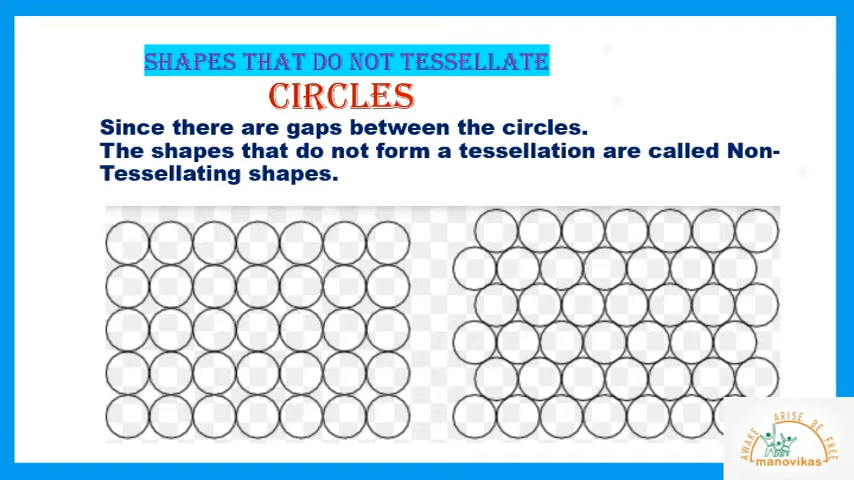 SHAPES THAT DO NOT TESSELLATE
CIRCLES
Since there are gaps between the circles.
The shapes that do not form a tessellation are called Non-
Tessellating shapes.
AWAKE ARISE BE FREE
manovikas